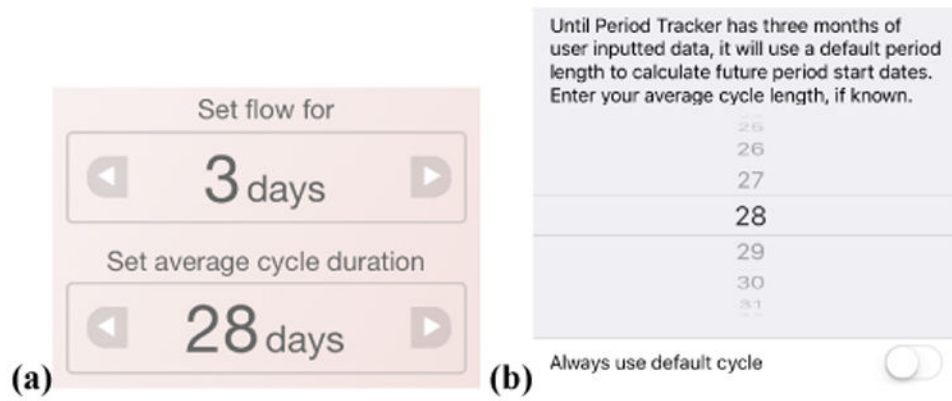 Set flow for
3 days
Set average cycle duration
28 days
(a)
Until Period Tracker has three months of
user inputted data, it will use a default period
length to calculate future period start dates.
Enter your average cycle length, if known.
26
27
28
29
30
31
Always use default cycle
(b)